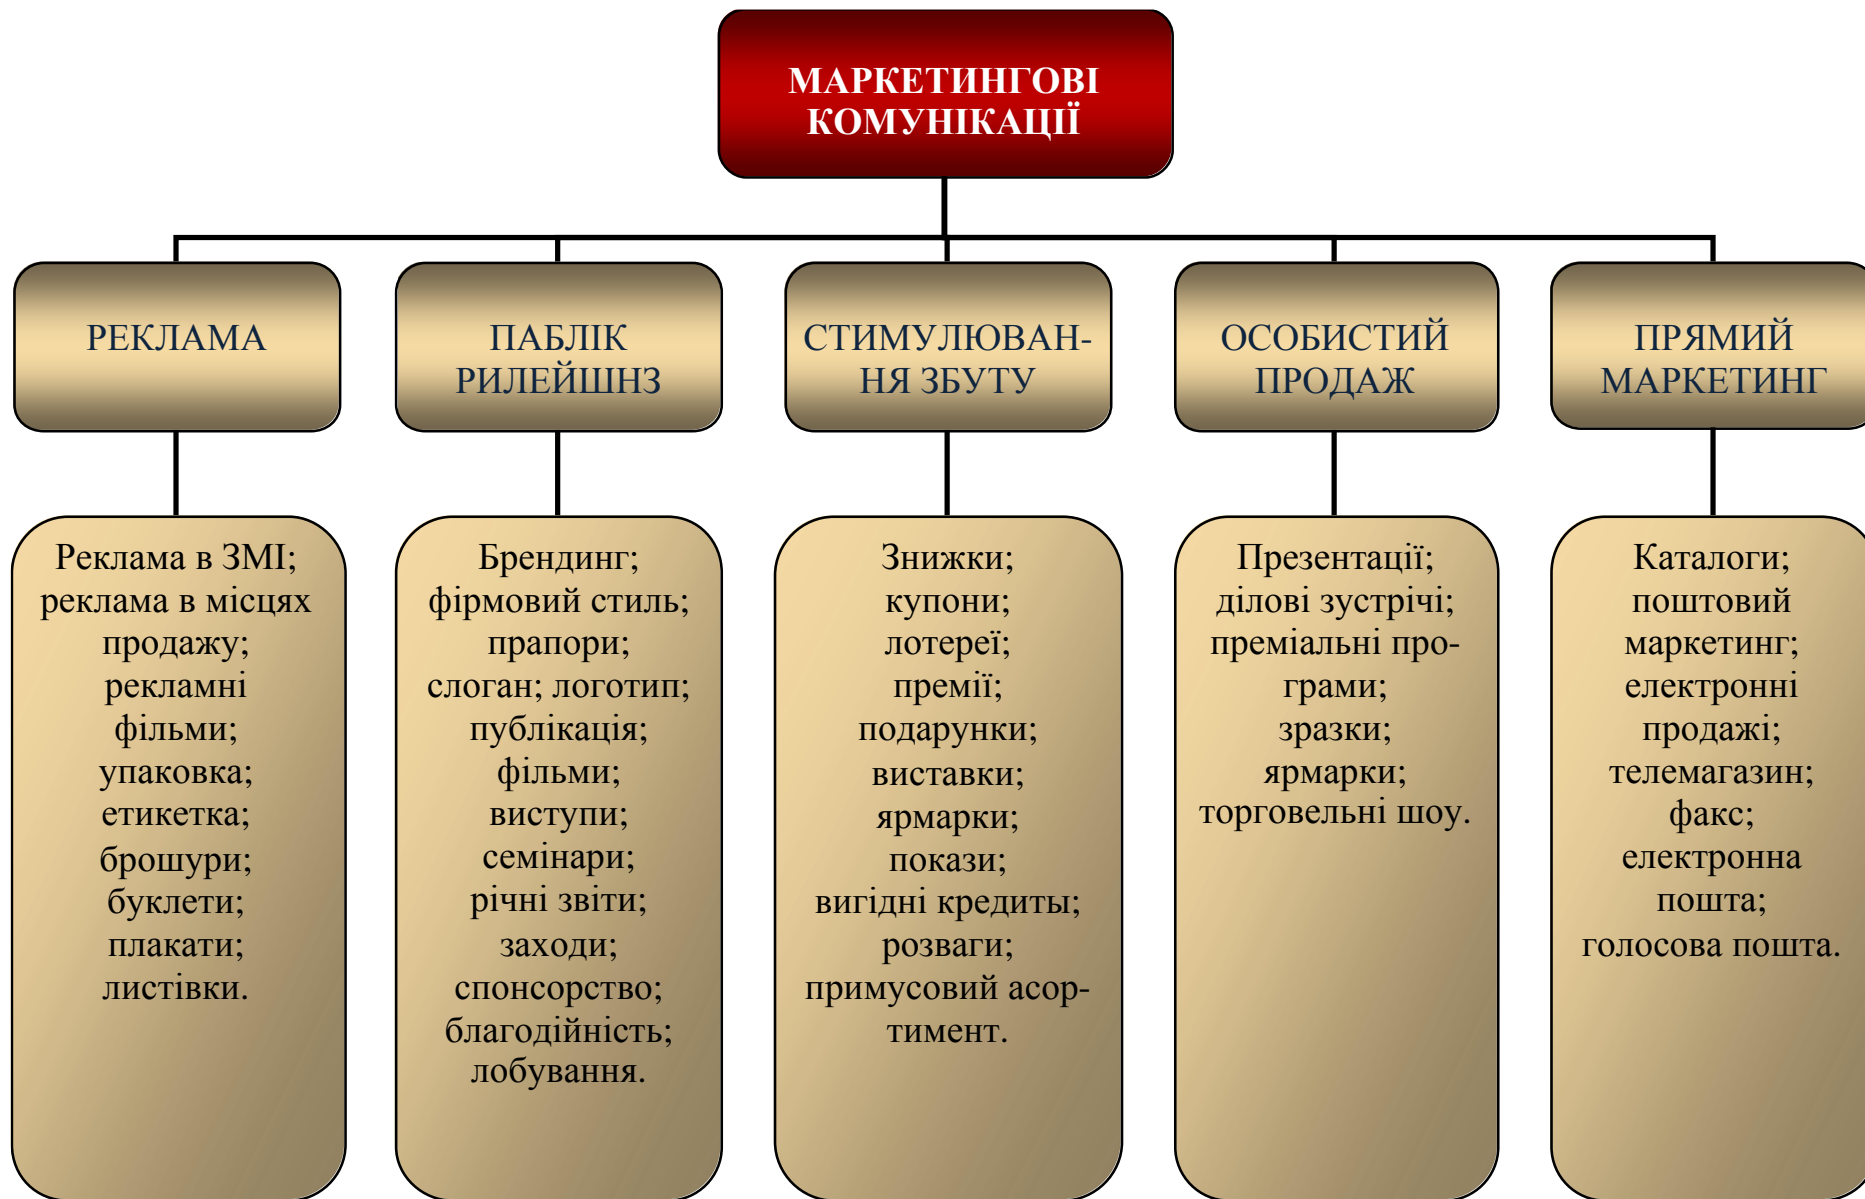 МАРКЕТИНГОВІ
КОМУНІКАЦІЇ
РЕКЛАМА
ПАБЛІК
РИЛЕЙШНЗ
СТИМУЛЮВАН-
НЯ ЗБУТУ
ОСОБИСТИЙ
ПРОДАЖ
ПРЯМИЙ
МАРКЕТИНГ
Реклама в ЗМІ;
реклама в місцях
продажу;
рекламні
фільми;
упаковка;
етикетка;
брошури;
буклети;
плакати;
листівки.
Брендинг;
фірмовий стиль;
прапори;
слоган; логотип;
публікація;
фільми;
виступи;
семінари;
річні звіти;
заходи;
спонсорство;
благодійність;
лобування.
Знижки;
купони;
лотереї;
премії;
подарунки;
виставки;
ярмарки;
покази;
вигідні кредиты;
розваги;
примусовий асор-
тимент.
Презентації;
ділові зустрічі;
преміальні про-
грами;
зразки;
ярмарки;
торговельні шоу.
Каталоги;
поштовий
маркетинг;
електронні
продажі;
телемагазин;
факс;
електронна
пошта;
голосова пошта.